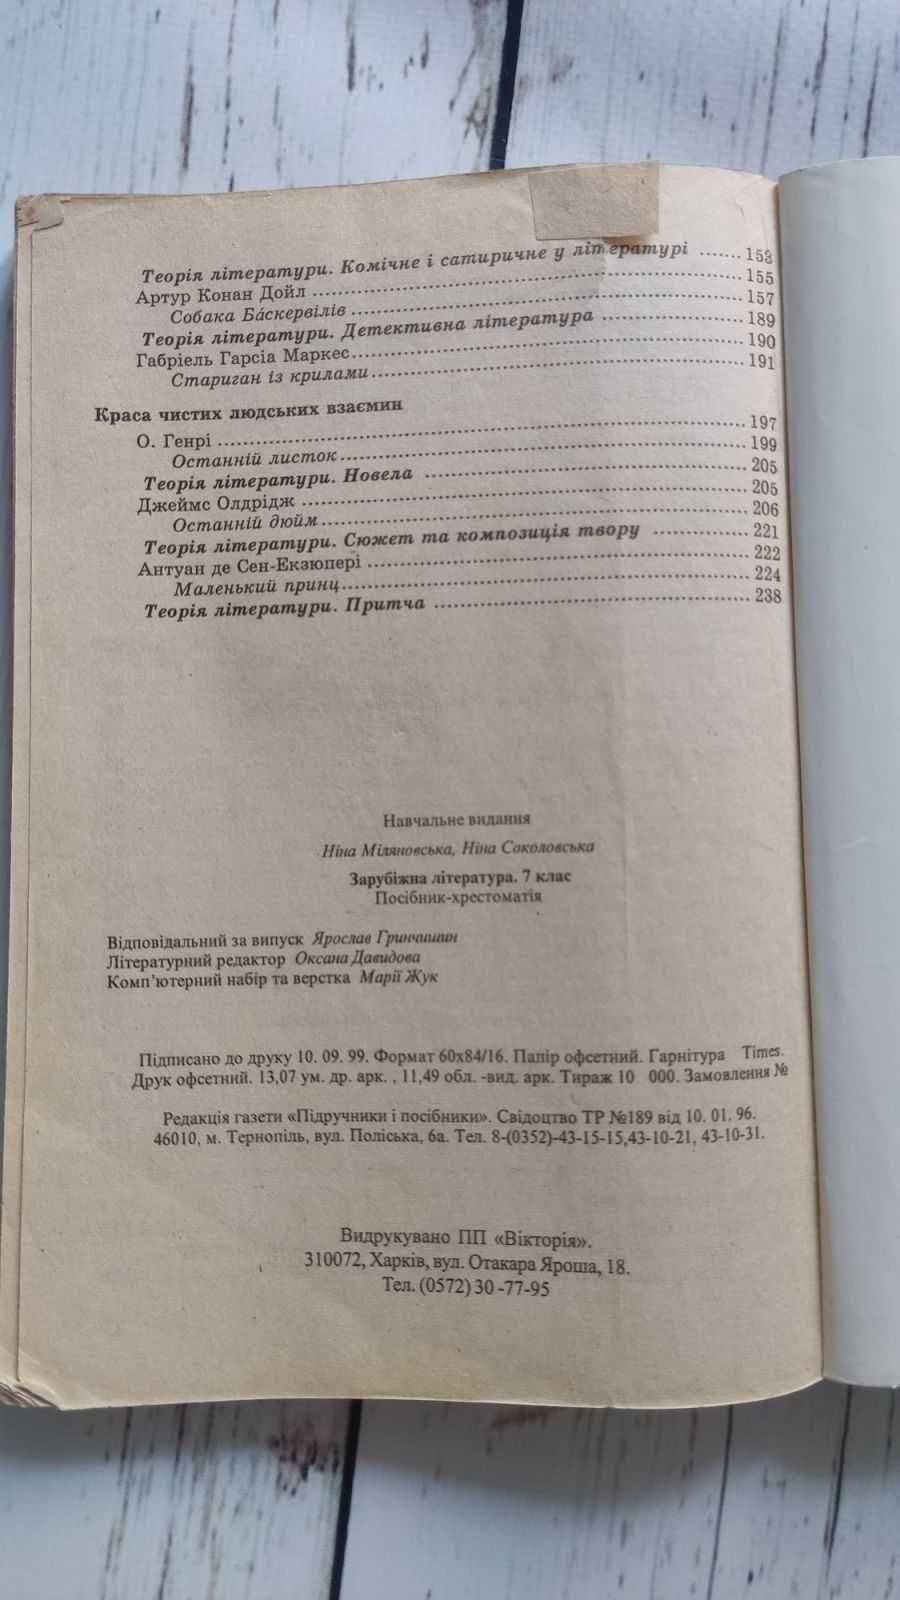 Теорія літератури. Комічне і сатиричне у літературі ....... 153
Артур Конан Дойл ........ 155
Собака Ба́скервілів ........ 157
Теорія літератури. Детективна література ........ 189
Габріель Гарсіа Маркес ........ 190
Стариган із крилами ........ 191
Краса чистих людських взаємин
О. Генрі ........ 197
Останній листок ........ 199
Теорія літератури. Новела ........ 205
Джеймс Олдрідж ........ 205
Останній дюйм ........ 206
Теорія літератури. Сюжет та композиція твору ........ 221
Антуан де Сен-Екзюпері ........ 222
Маленький принц ........ 224
Теорія літератури. Притча ........ 238
Навчальне видання
Ніна Міляновська, Ніна Соколовська
Зарубіжна література. 7 клас
Посібник-хрестоматія
Відповідальний за випуск Ярослав Гринчишин
Літературний редактор Оксана Давидова
Комп'ютерний набір та верстка Марії Жук
Підписано до друку 10. 09. 99. Формат 60х84/16. Папір офсетний. Гарнітура Times.
Друк офсетний. 13,07 ум. др. арк. , 11,49 обл. -вид. арк. Тираж 10 000. Замовлення №
Редакція газети «Підручники і посібники». Свідоцтво ТР №189 від 10. 01. 96.
46010, м. Тернопіль, вул. Поліська, 6а. Тел. 8-(0352)-43-15-15,43-10-21, 43-10-31.
Видрукувано ПП «Вікторія».
310072, Харків, вул. Отакара Яроша, 18.
Тел. (0572) 30 -77-95